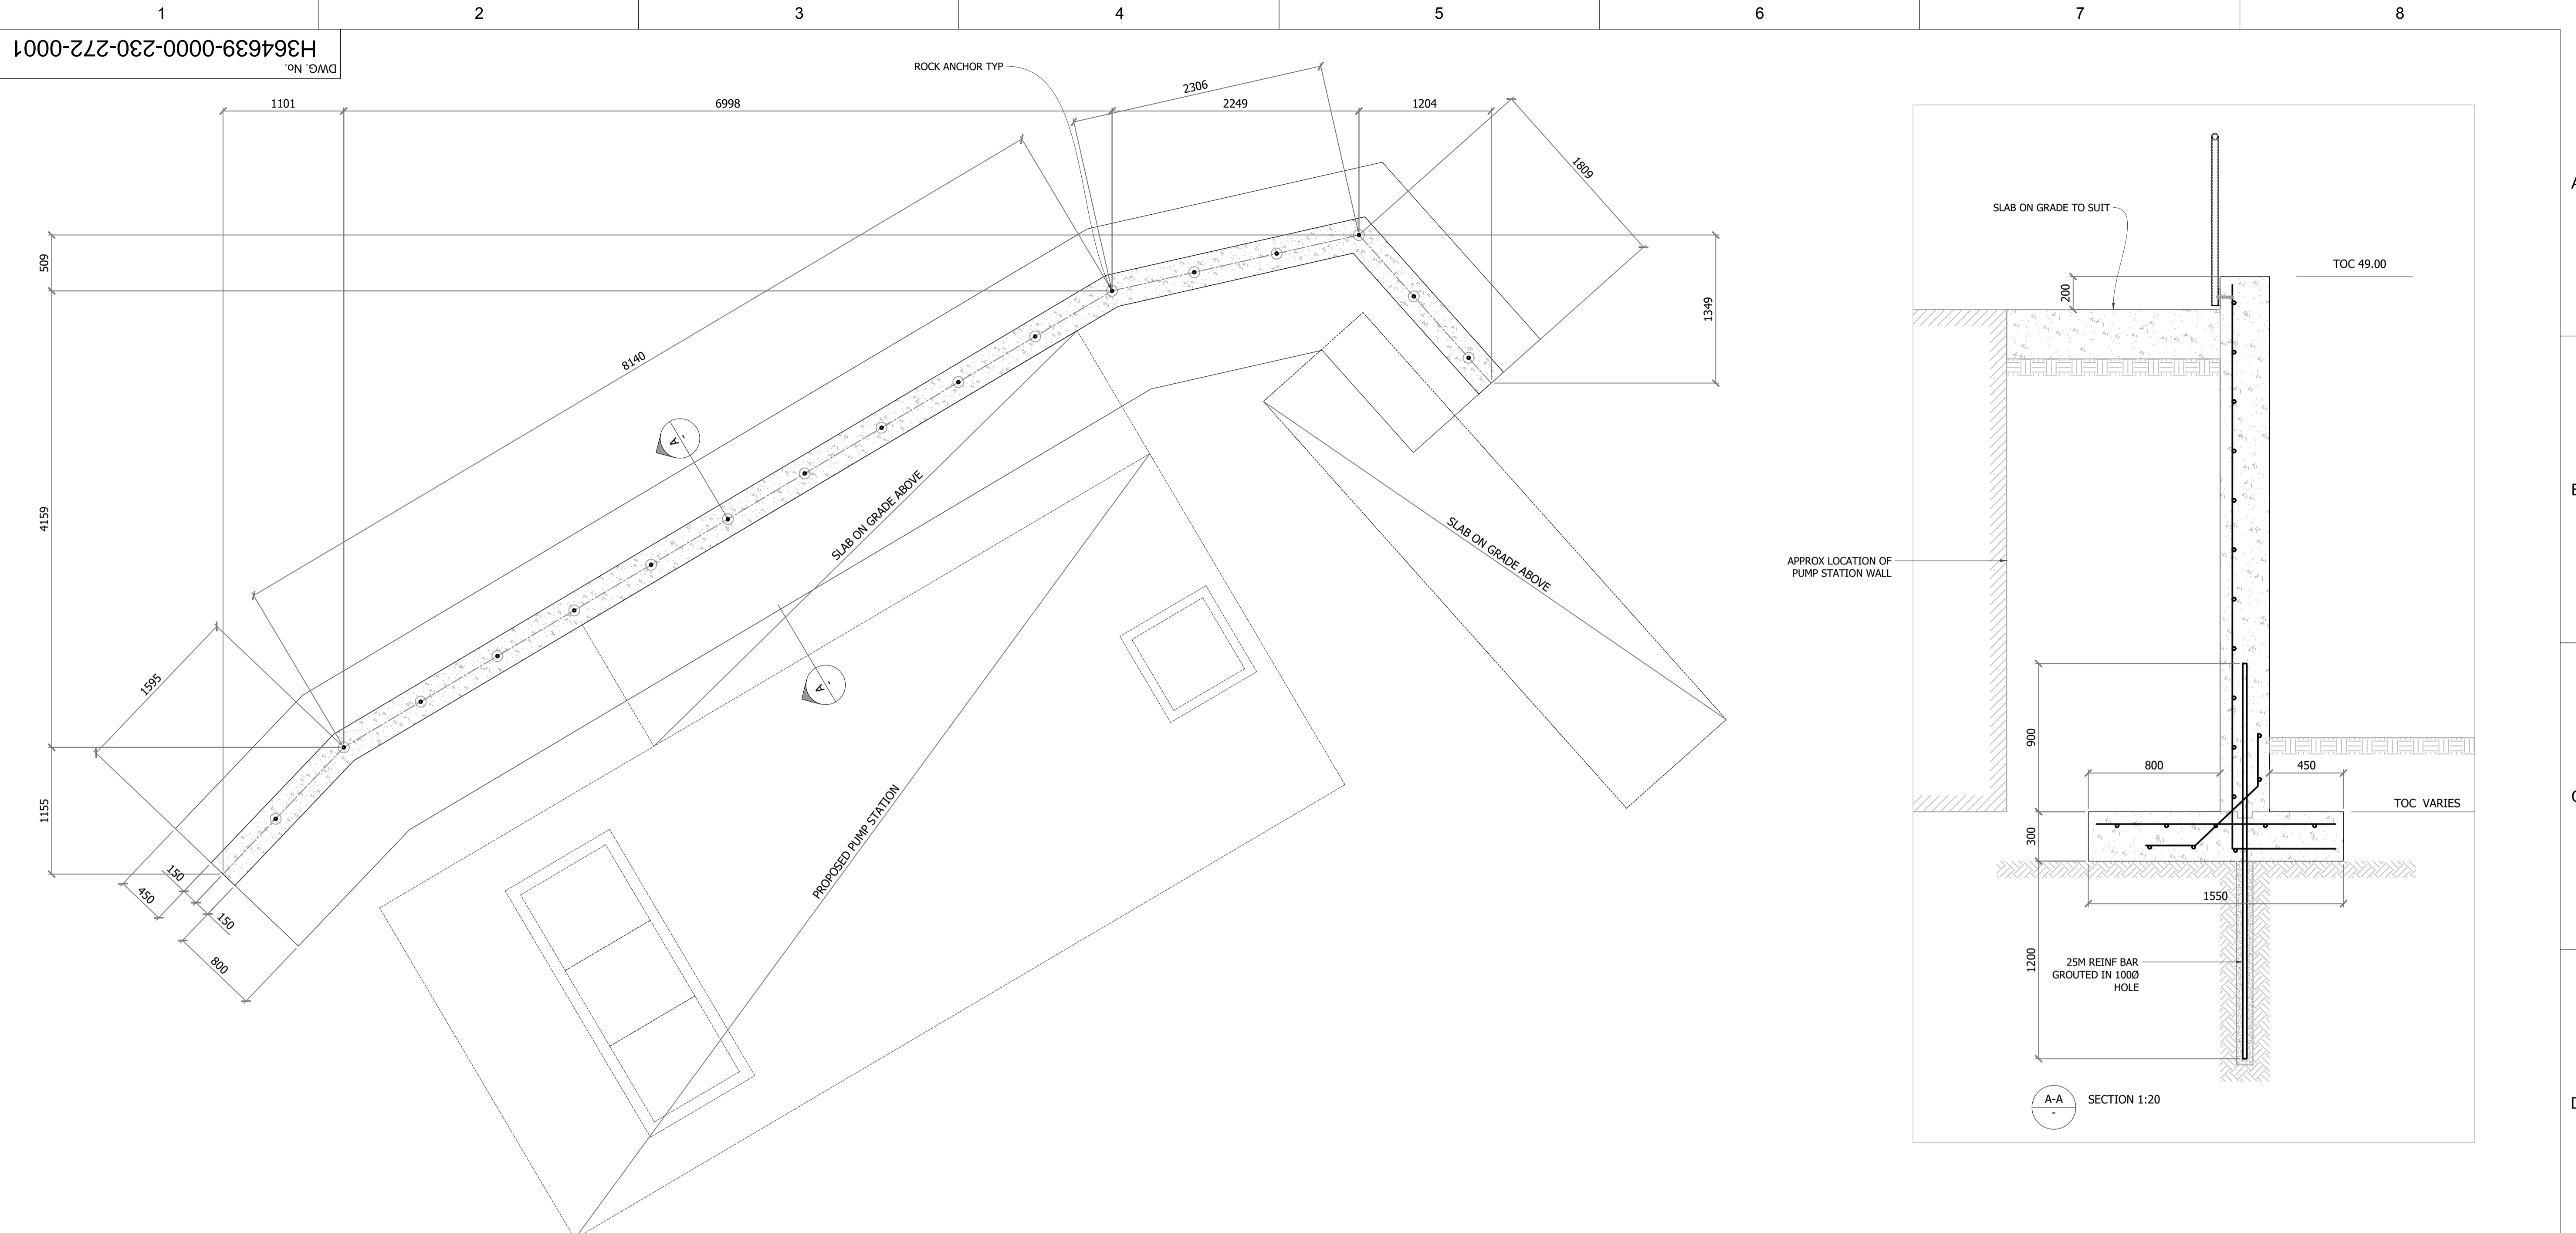 1 2 3 4 5 6 7 8
H364639-0000-230-272-0001
DWG. No.
ROCK ANCHOR TYP
2306
1101 6998 2249 1204
1809
509
8140
1349
4159
A -
SLAB ON GRADE ABOVE
SLAB ON GRADE ABOVE
A -
1595
1155
PROPOSED PUMP STATION
150
450
150
800
SLAB ON GRADE TO SUIT
TOC 49.00
200
APPROX LOCATION OF
PUMP STATION WALL
900
800 450
TOC VARIES
300
1550
1200
25M REINF BAR
GROUTED IN 100Ø
HOLE
A-A
-
SECTION 1:20